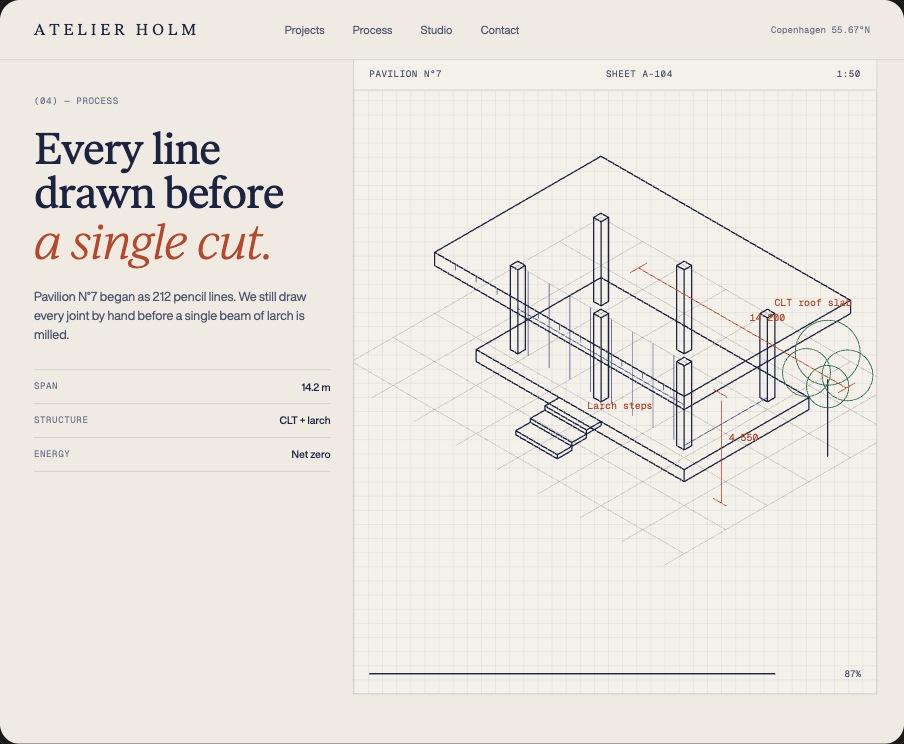 ATELIER HOLM
Projects
Process
Studio
Contact
Copenhagen 55.67°N
(04) — PROCESS
Every line
drawn before
a single cut.
Pavilion N°7 began as 212 pencil lines. We still draw
every joint by hand before a single beam of larch is
milled.
SPAN 14.2 m
STRUCTURE CLT + larch
ENERGY Net zero
PAVILION N°7
SHEET A-104
1:50
CLT roof slab
14 200
Larch steps
4 550
87%